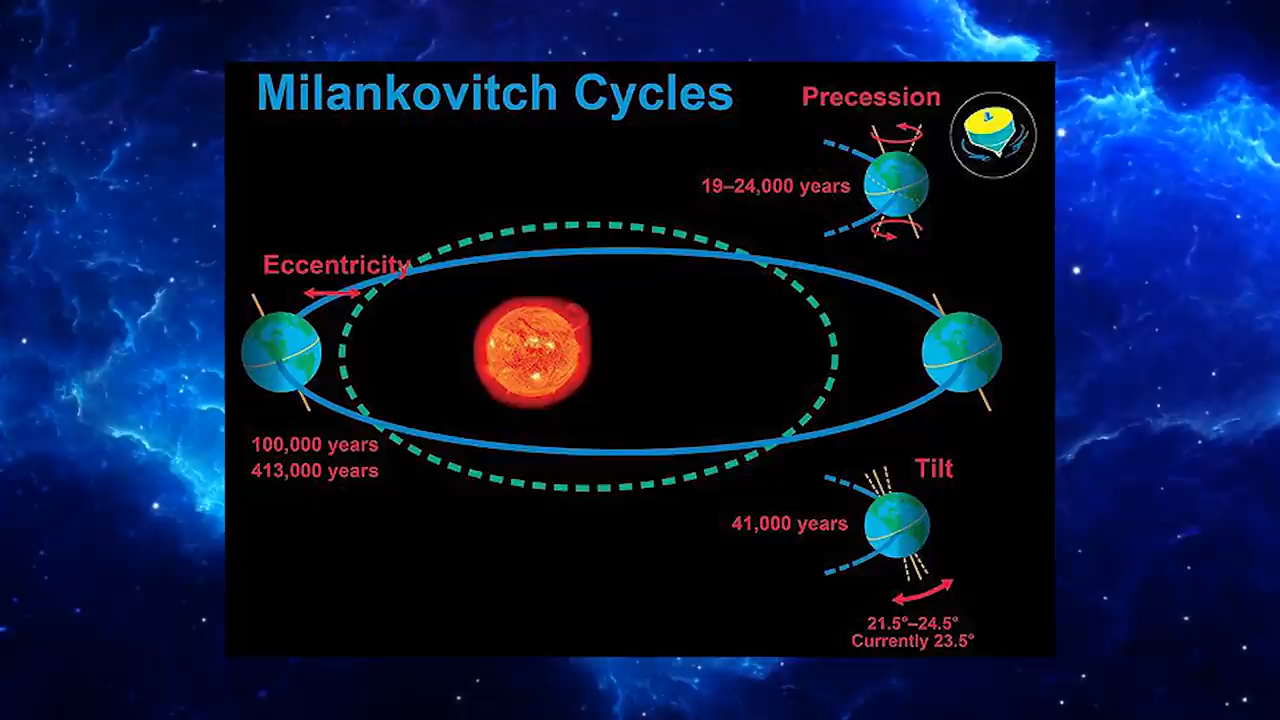 Milankovitch Cycles
Precession
19–24,000 years
Eccentricity
100,000 years
413,000 years
Tilt
41,000 years
21.5°–24.5°
Currently 23.5°